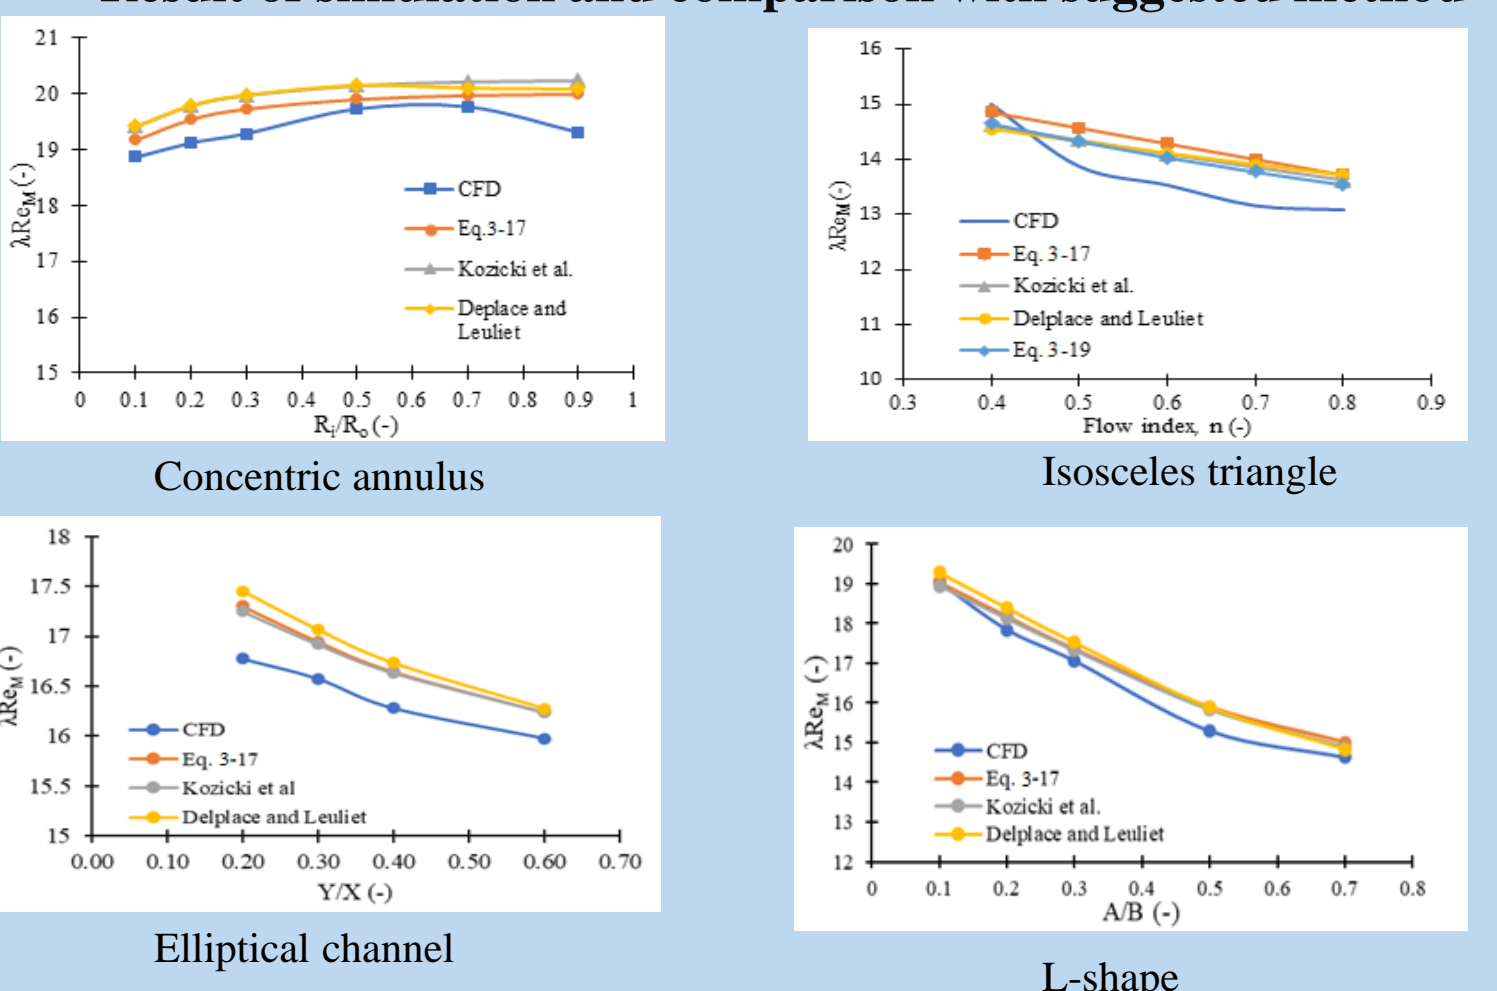 Result of simulation and comparison with suggested method
21
20
19
18
17
16
15
λReM (-)
0 0.1 0.2 0.3 0.4 0.5 0.6 0.7 0.8 0.9 1
Ri/Ro (-)
CFD
Eq.3-17
Kozicki et al.
Deplace and
Leuliet
Concentric annulus
16
15
14
13
12
11
10
λReM (-)
0.3 0.4 0.5 0.6 0.7 0.8 0.9
Flow index, n (-)
CFD
Eq. 3-17
Kozicki et al.
Delplace and Leuliet
Eq. 3-19
Isosceles triangle
18
17.5
17
16.5
16
15.5
15
λReM (-)
0.00 0.10 0.20 0.30 0.40 0.50 0.60 0.70
Y/X (-)
CFD
Eq. 3-17
Kozicki et al
Delplace and Leuliet
Elliptical channel
20
19
18
17
16
15
14
13
12
λReM (-)
0 0.1 0.2 0.3 0.4 0.5 0.6 0.7 0.8
A/B (-)
CFD
Eq. 3-17
Kozicki et al.
Delplace and Leuliet
L-shape